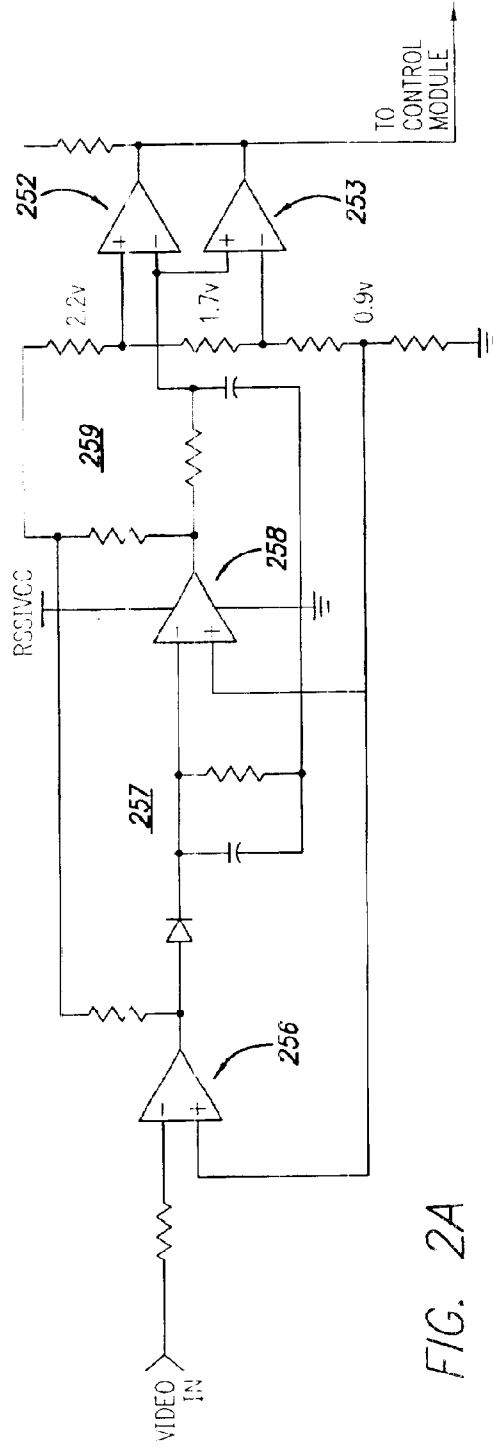 VIDEO
IN
256
257
258
RSSIVCC
259
252
253
2.2v
1.7v
0.9v
TO
CONTROL
MODULE
+
-
+
-
+
-
+
-
FIG. 2A